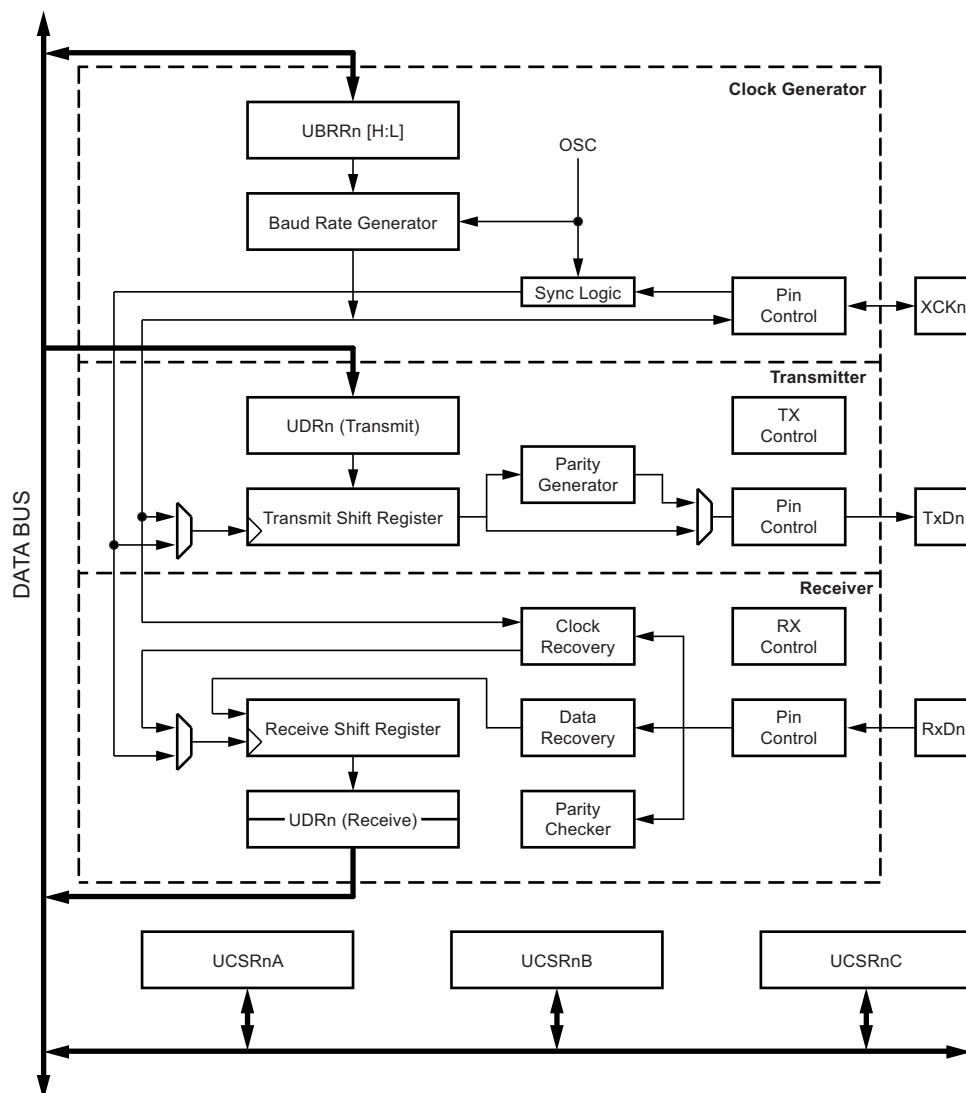 Clock Generator
UBRRn [H:L]
OSC
Baud Rate Generator
Sync Logic
Pin
Control
XCKn
Transmitter
UDRn (Transmit)
TX
Control
Parity
Generator
Transmit Shift Register
Pin
Control
TxDn
DATA BUS
Receiver
Clock
Recovery
RX
Control
Receive Shift Register
Data
Recovery
Pin
Control
RxDn
UDRn (Receive)
Parity
Checker
UCSRnA
UCSRnB
UCSRnC